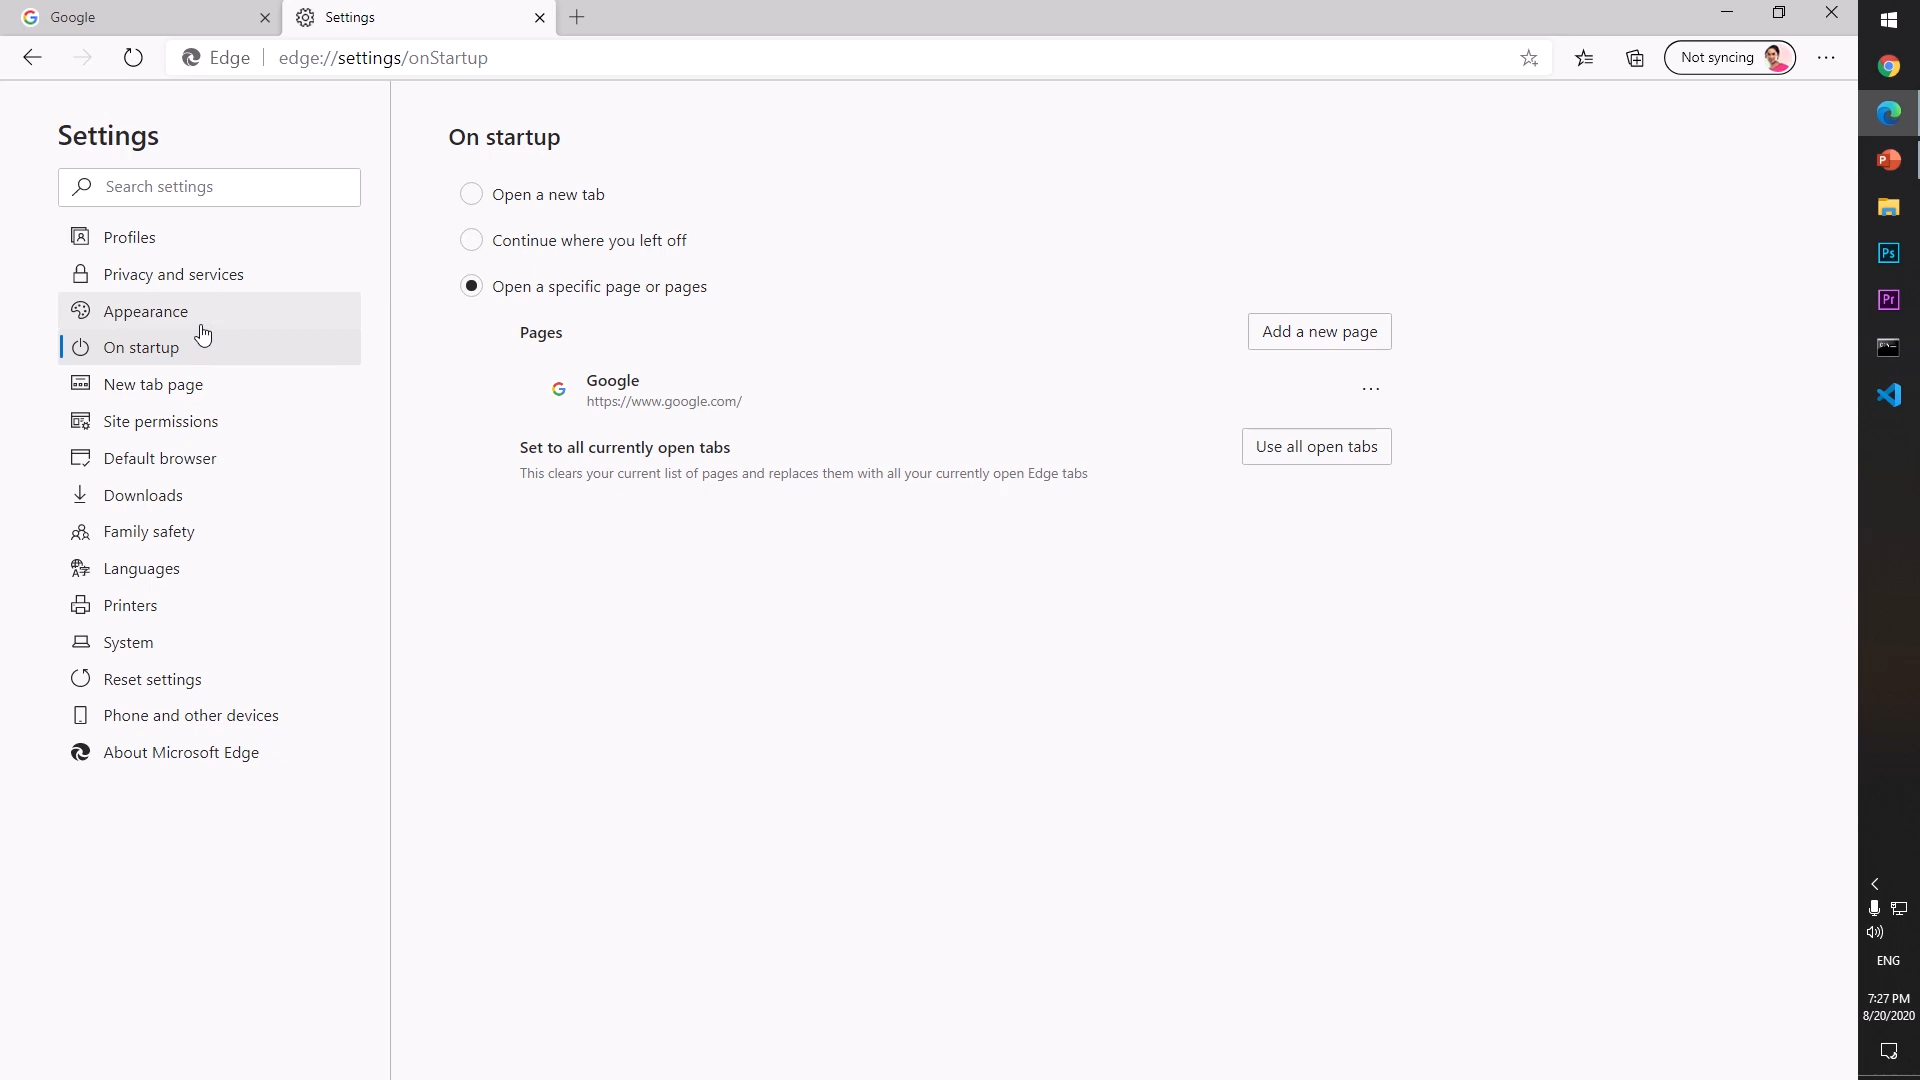 Google
Settings
Edge
edge://settings/onStartup
Not syncing
Settings
Search settings
Profiles
Privacy and services
Appearance
On startup
New tab page
Site permissions
Default browser
Downloads
Family safety
Languages
Printers
System
Reset settings
Phone and other devices
About Microsoft Edge
On startup
Open a new tab
Continue where you left off
Open a specific page or pages
Pages
Add a new page
Google
https://www.google.com/
Set to all currently open tabs
This clears your current list of pages and replaces them with all your currently open Edge tabs
Use all open tabs
P
Ps
Pr
ENG
7:27 PM
8/20/2020